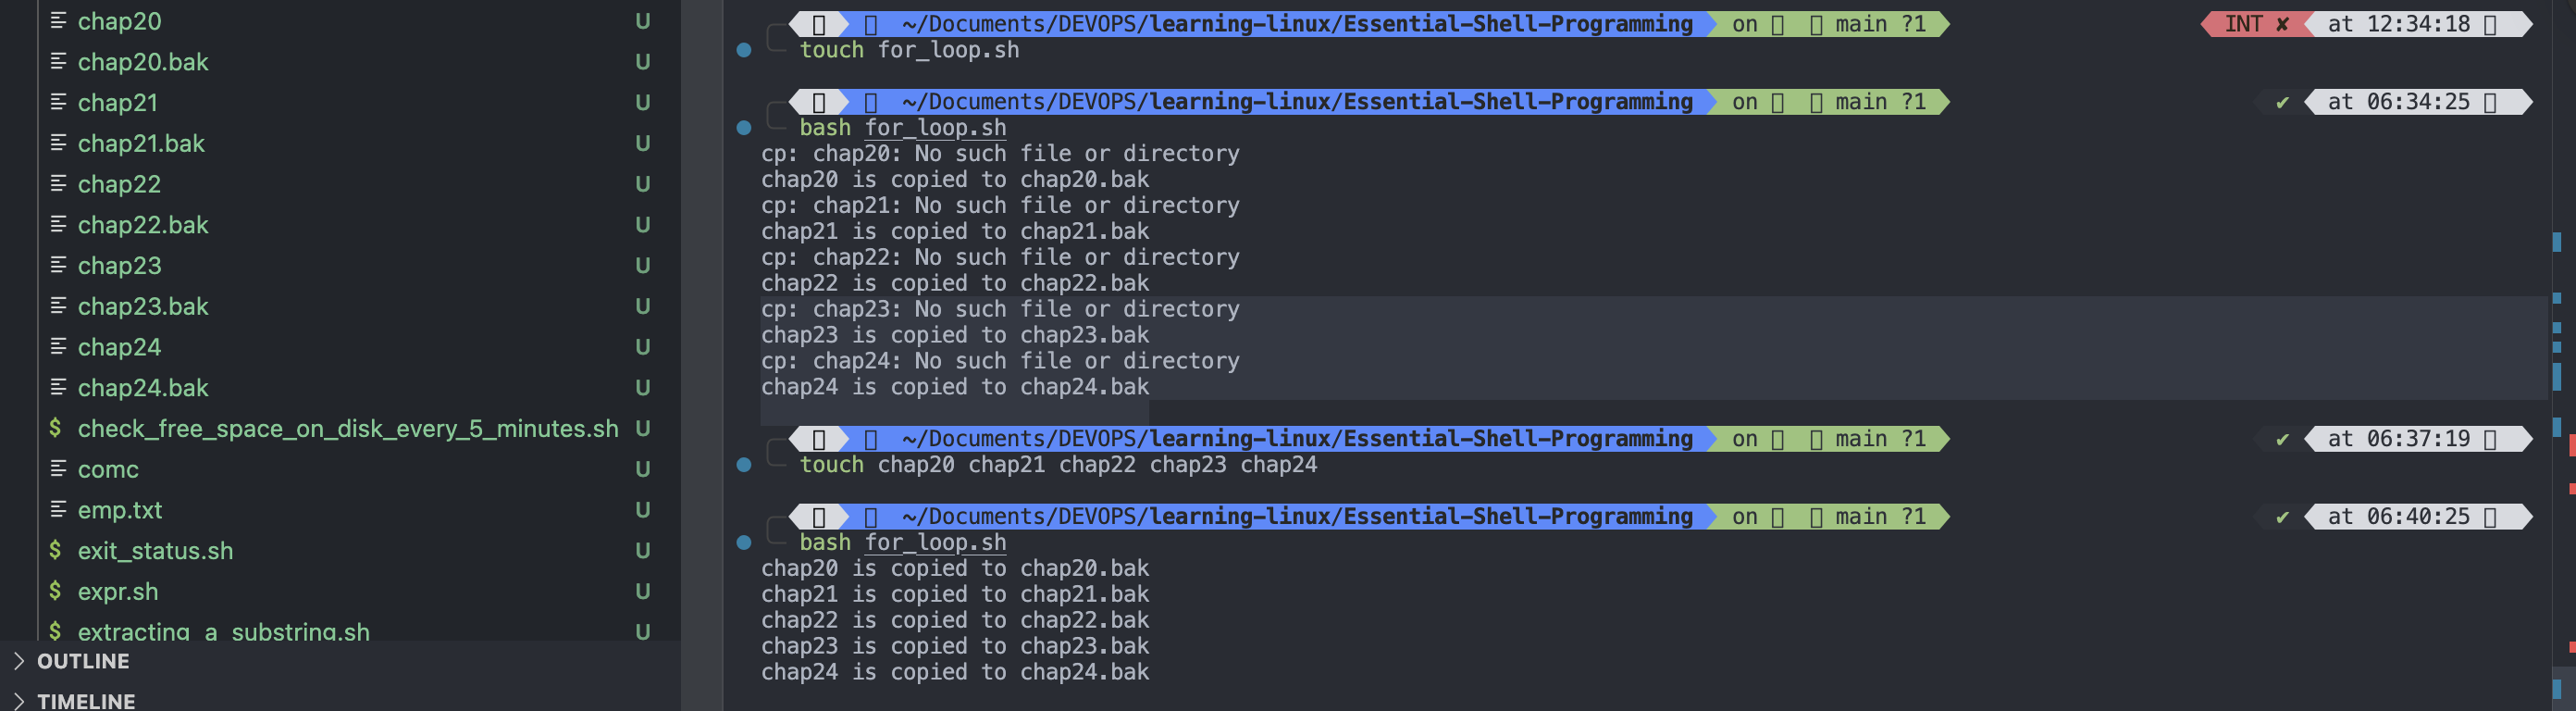 chap20 U
chap20.bak U
chap21 U
chap21.bak U
chap22 U
chap22.bak U
chap23 U
chap23.bak U
chap24 U
chap24.bak U
$ check_free_space_on_disk_every_5_minutes.sh U
comc U
emp.txt U
$ exit_status.sh U
$ expr.sh U
$ extracting_a_substring.sh U
OUTLINE
TIMELINE
~/Documents/DEVOPS/learning-linux/Essential-Shell-Programming on main ?1 INT ✘ at 12:34:18
touch for_loop.sh
~/Documents/DEVOPS/learning-linux/Essential-Shell-Programming on main ?1 ✔ at 06:34:25
bash for_loop.sh
cp: chap20: No such file or directory
chap20 is copied to chap20.bak
cp: chap21: No such file or directory
chap21 is copied to chap21.bak
cp: chap22: No such file or directory
chap22 is copied to chap22.bak
cp: chap23: No such file or directory
chap23 is copied to chap23.bak
cp: chap24: No such file or directory
chap24 is copied to chap24.bak
~/Documents/DEVOPS/learning-linux/Essential-Shell-Programming on main ?1 ✔ at 06:37:19
touch chap20 chap21 chap22 chap23 chap24
~/Documents/DEVOPS/learning-linux/Essential-Shell-Programming on main ?1 ✔ at 06:40:25
bash for_loop.sh
chap20 is copied to chap20.bak
chap21 is copied to chap21.bak
chap22 is copied to chap22.bak
chap23 is copied to chap23.bak
chap24 is copied to chap24.bak